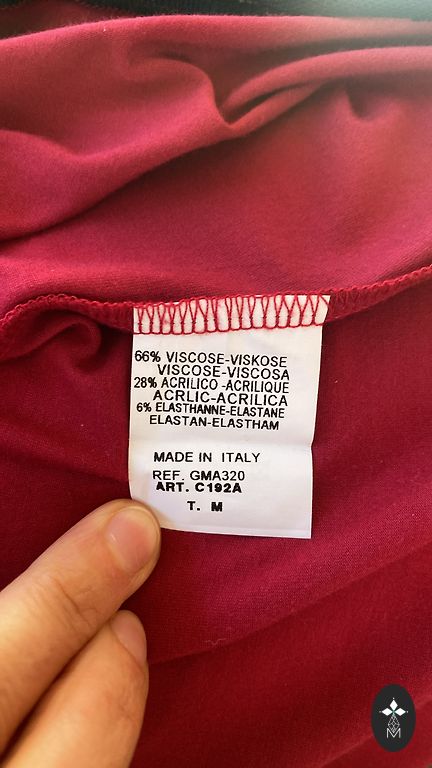 66% VISCOSE-VISKOSE
VISCOSE-VISCOSA
28% ACRILICO -ACRILIQUE
ACRLIC-ACRILICA
6% ELASTHANNE-ELASTANE
ELASTAN-ELASTHAM
MADE IN ITALY
REF. GMA320
ART. C192A
T. M
M